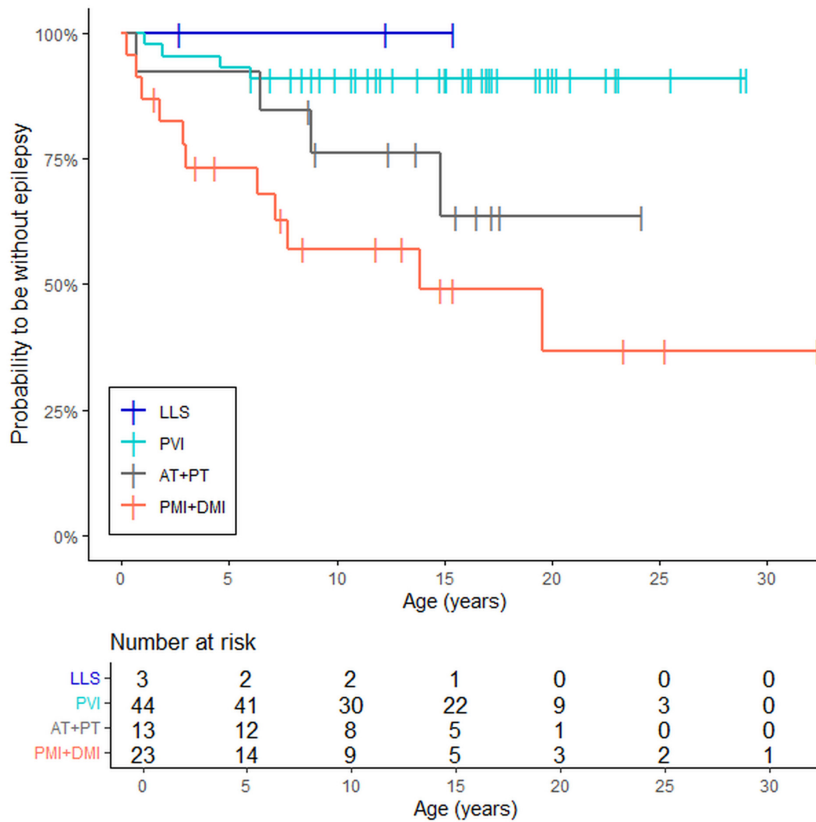 Probability to be without epilepsy
100%
75%
50%
25%
0%
LLS
PVI
AT+PT
PMI+DMI
0 5 10 15 20 25 30
Age (years)
Number at risk
LLS 3 2 2 1 0 0 0
PVI 44 41 30 22 9 3 0
AT+PT 13 12 8 5 1 0 0
PMI+DMI 23 14 9 5 3 2 1
0 5 10 15 20 25 30
Age (years)